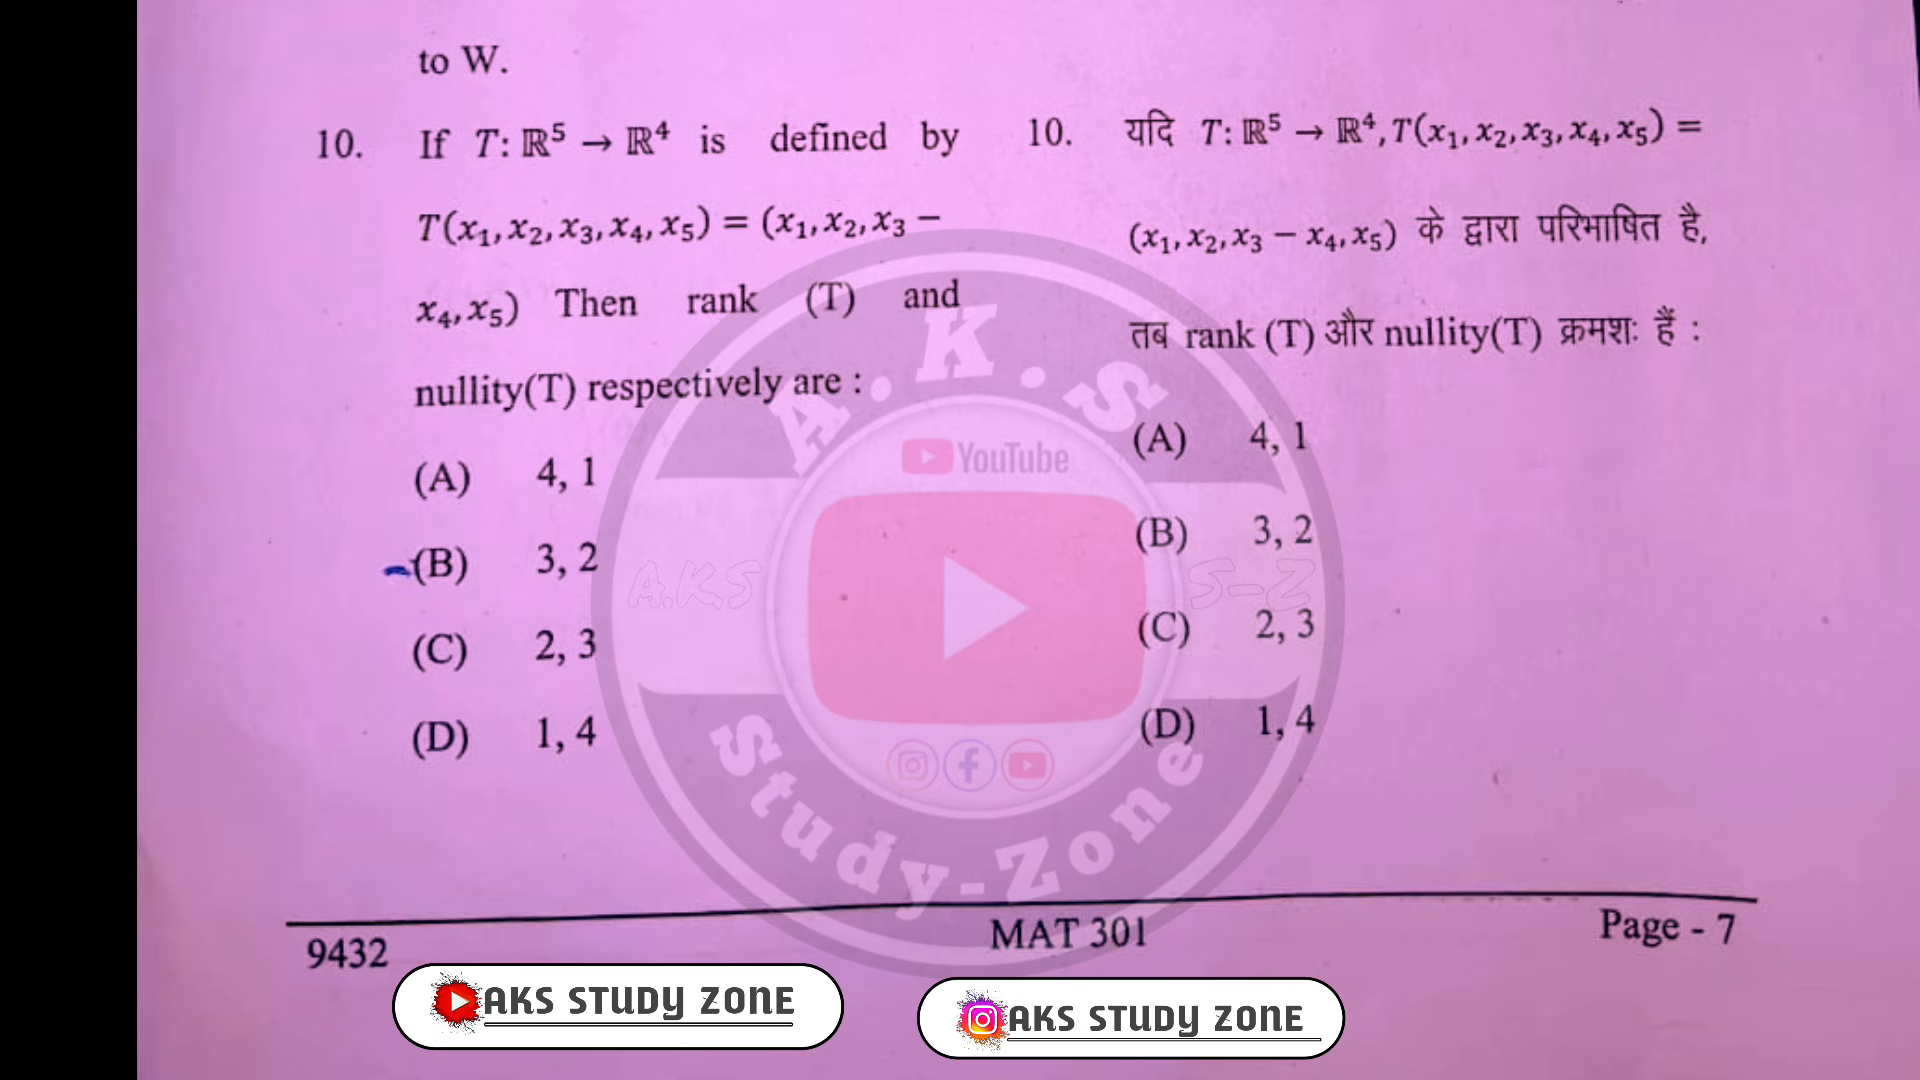 to W.
10. If T: ℝ⁵ → ℝ⁴ is defined by
T(x₁, x₂, x₃, x₄, x₅) = (x₁, x₂, x₃ −
x₄, x₅) Then rank (T) and
nullity(T) respectively are :
(A) 4, 1
(B) 3, 2
(C) 2, 3
(D) 1, 4
10. यदि T: ℝ⁵ → ℝ⁴, T(x₁, x₂, x₃, x₄, x₅) =
(x₁, x₂, x₃ − x₄, x₅) के द्वारा परिभाषित है,
तब rank (T) और nullity(T) क्रमशः हैं :
(A) 4, 1
(B) 3, 2
(C) 2, 3
(D) 1, 4
A.K.S
YouTube
A.K.S S-Z
Study-Zone
9432 MAT 301 Page - 7
AKS STUDY ZONE
AKS STUDY ZONE